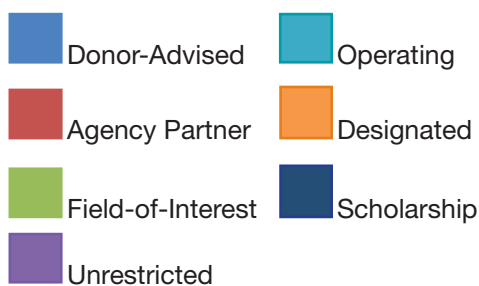 Donor-Advised
Operating
Agency Partner
Designated
Field-of-Interest
Scholarship
Unrestricted